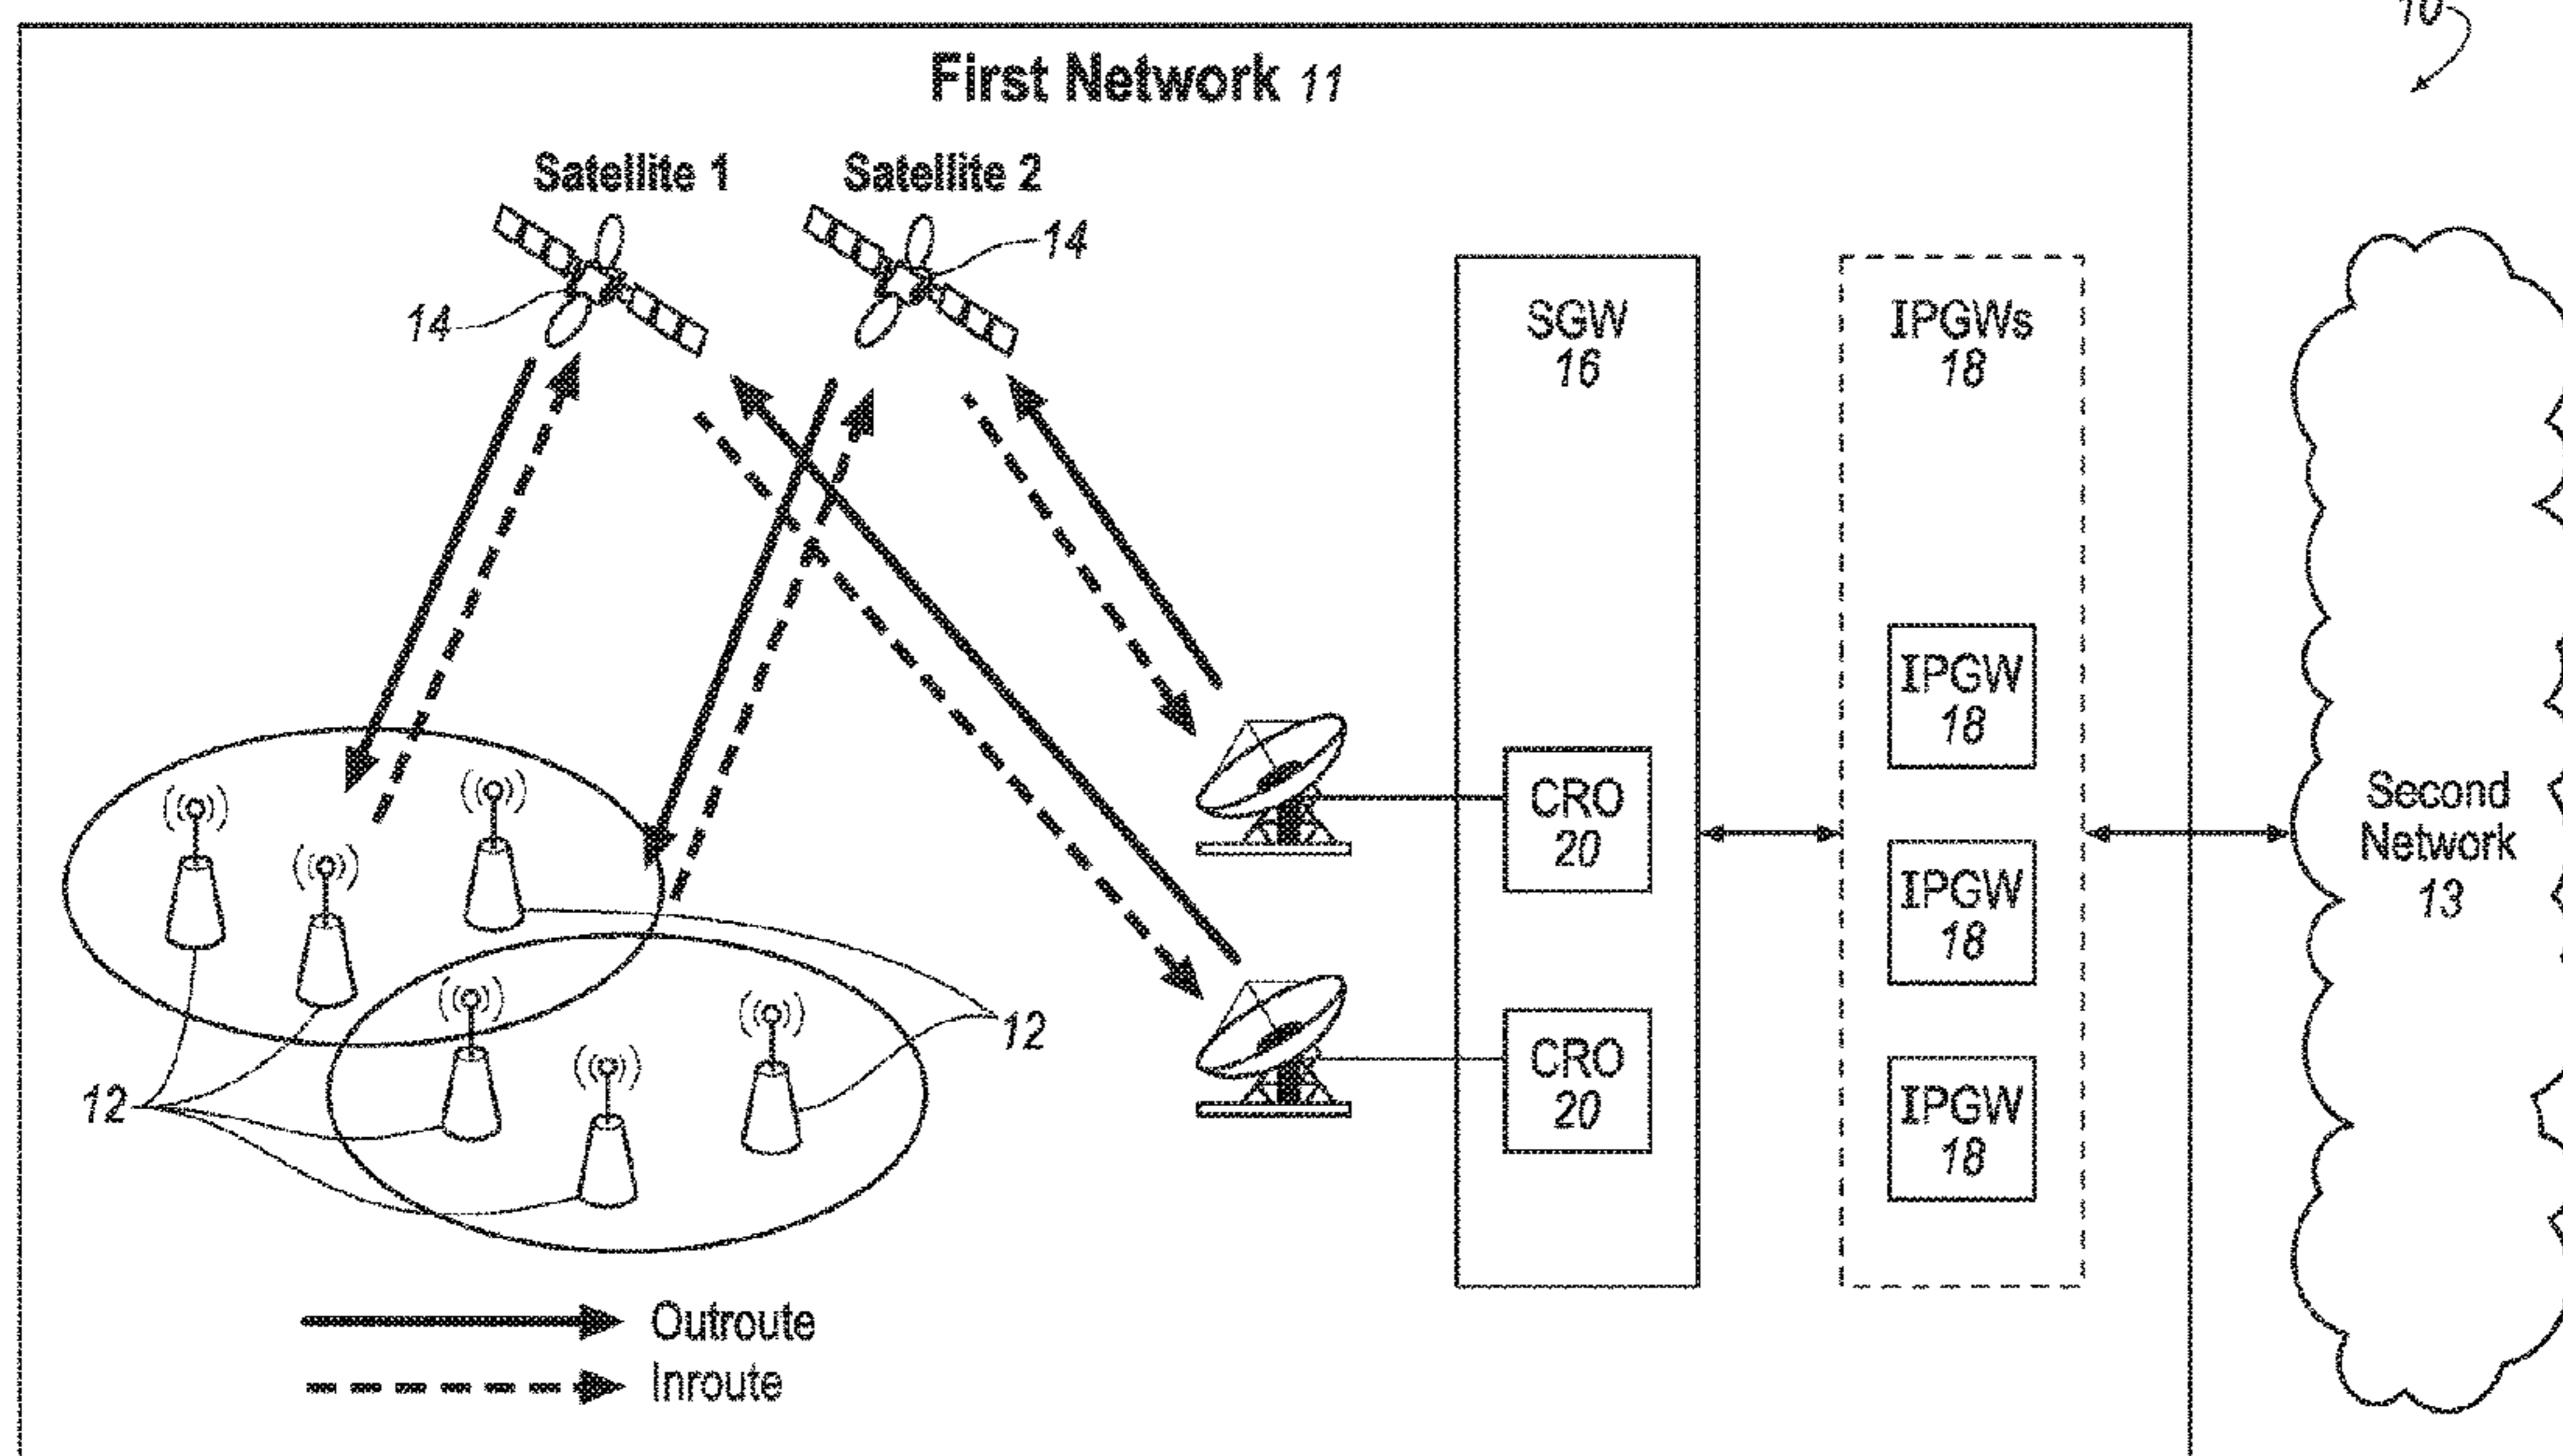 10
First Network 11
Satellite 1
Satellite 2
14
14
SGW
16
IPGWs
18
IPGW
18
CRO
20
Second
Network
13
IPGW
18
12
CRO
20
12
IPGW
18
Outroute
Inroute